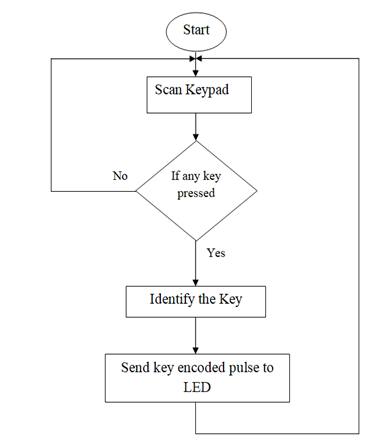 Start
Scan Keypad
If any key
pressed
No
Yes
Identify the Key
Send key encoded pulse to
LED